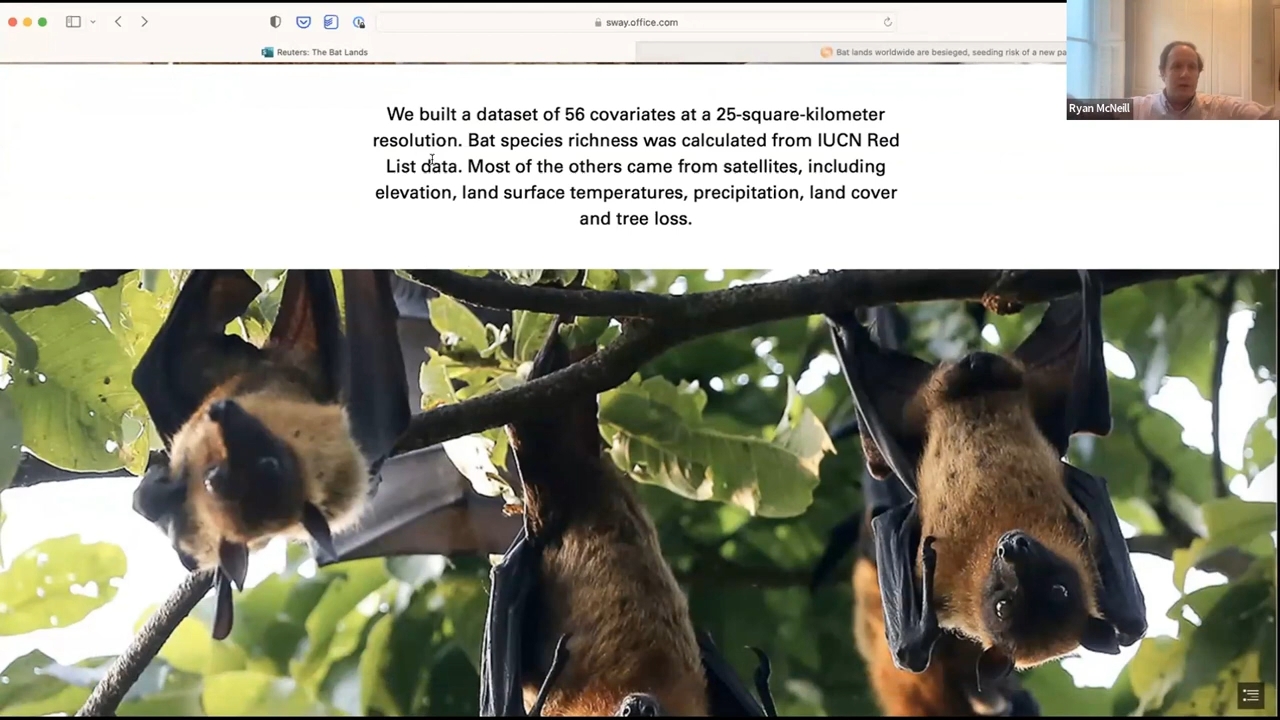 sway.office.com
Reuters: The Bat Lands
Bat lands worldwide are besieged, seeding risk of a new pa
Ryan McNeill
We built a dataset of 56 covariates at a 25-square-kilometer
resolution. Bat species richness was calculated from IUCN Red
List data. Most of the others came from satellites, including
elevation, land surface temperatures, precipitation, land cover
and tree loss.